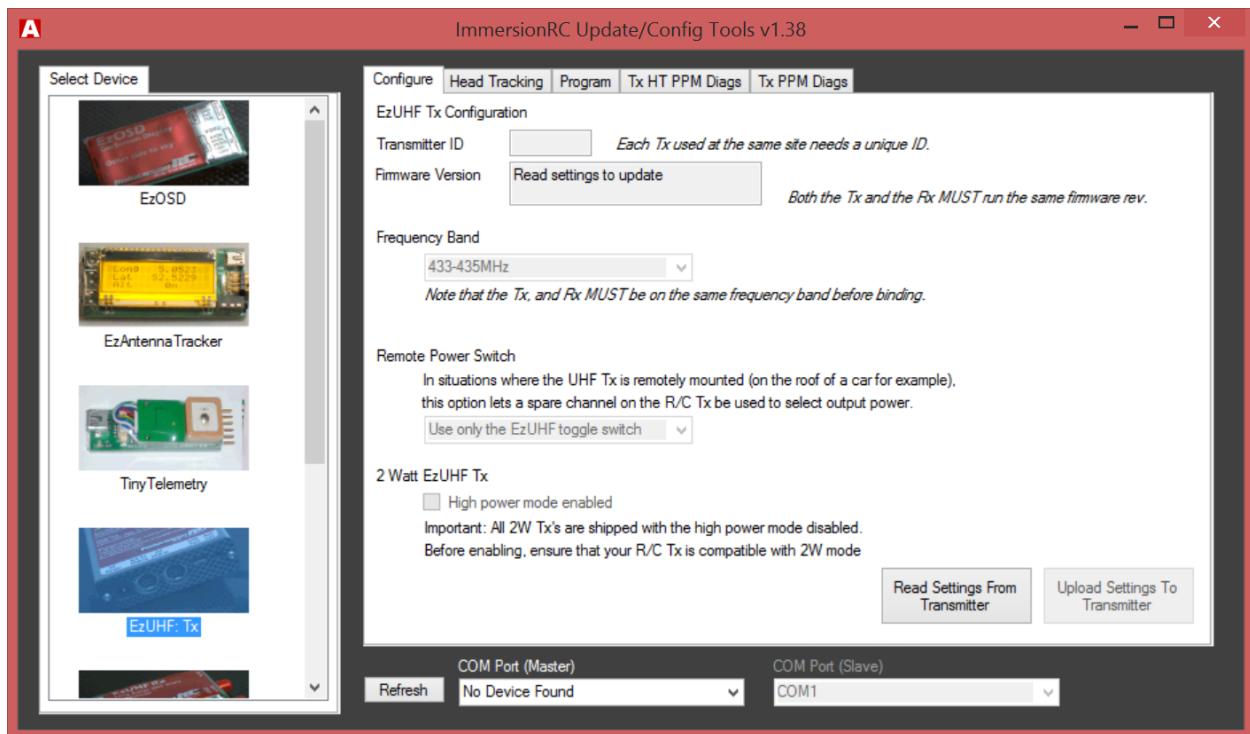 ImmersionRC Update/Config Tools v1.38
Select Device
EzOSD
EzAntennaTracker
TinyTelemetry
EzUHF: Tx
Configure
Head Tracking
Program
Tx HT PPM Diags
Tx PPM Diags
EzUHF Tx Configuration
Transmitter ID
Each Tx used at the same site needs a unique ID.
Firmware Version
Read settings to update
Both the Tx and the Rx MUST run the same firmware rev.
Frequency Band
433-435MHz
Note that the Tx, and Rx MUST be on the same frequency band before binding.
Remote Power Switch
In situations where the UHF Tx is remotely mounted (on the roof of a car for example),
this option lets a spare channel on the R/C Tx be used to select output power.
Use only the EzUHF toggle switch
2 Watt EzUHF Tx
High power mode enabled
Important: All 2W Tx's are shipped with the high power mode disabled.
Before enabling, ensure that your R/C Tx is compatible with 2W mode
Read Settings From
Transmitter
Upload Settings To
Transmitter
Refresh
COM Port (Master)
No Device Found
COM Port (Slave)
COM1